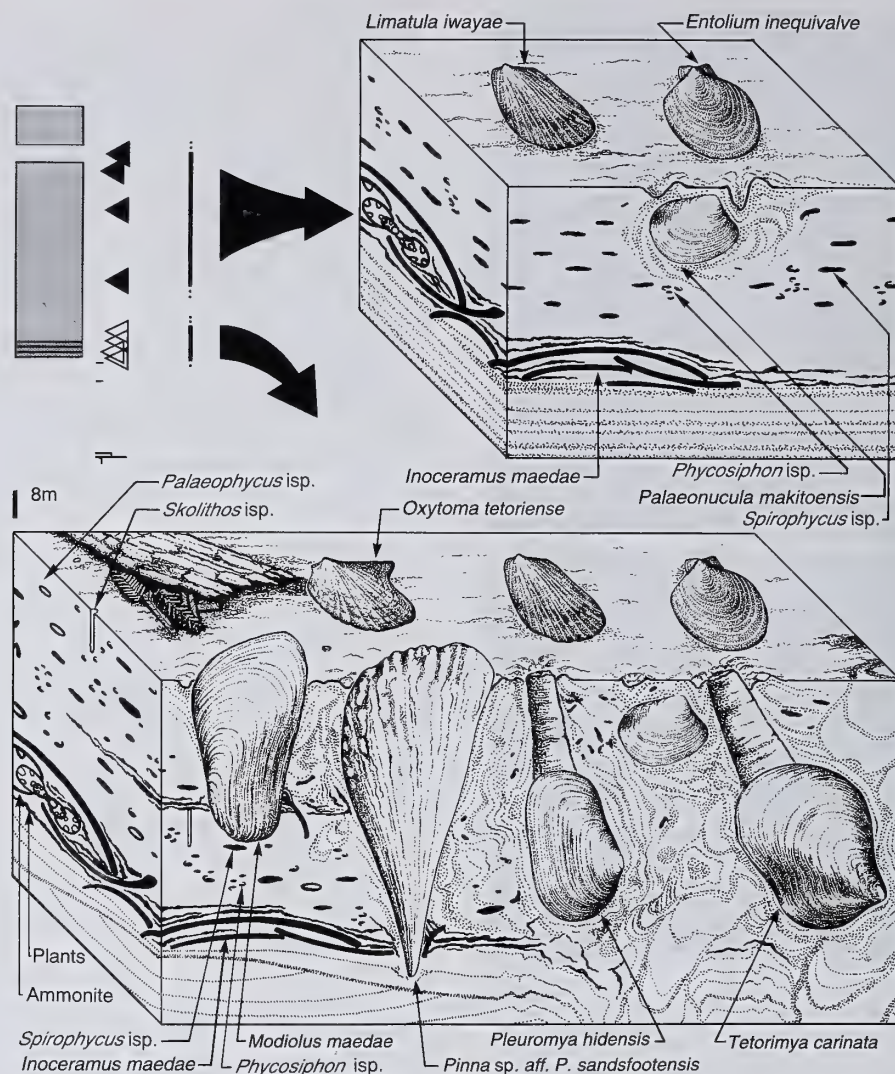 Limatula iwayae
Entolium inequivalve
Inoceramus maedae
Phycosiphon isp.
Palaeonucula makitoensis
Spirophycus isp.
8m
Palaeophycus isp.
Skolithos isp.
Oxytoma tetoriense
Plants
Ammonite
Spirophycus isp.
Modiolus maedae
Pleuromya hidensis
Tetorimya carinata
Inoceramus maedae
Phycosiphon isp.
Pinna sp. aff. P. sandsfootensis